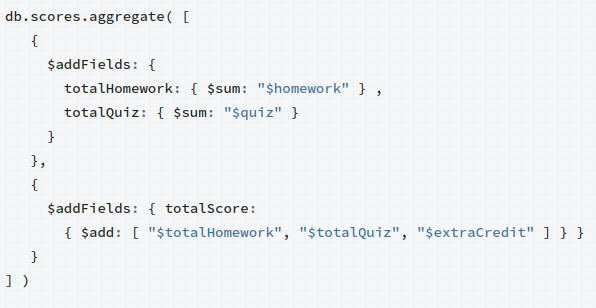 db.scores.aggregate( [
   {
     $addFields: {
       totalHomework: { $sum: "$homework" } ,
       totalQuiz: { $sum: "$quiz" }
     }
   },
   {
     $addFields: { totalScore:
       { $add: [ "$totalHomework", "$totalQuiz", "$extraCredit" ] } }
   }
] )